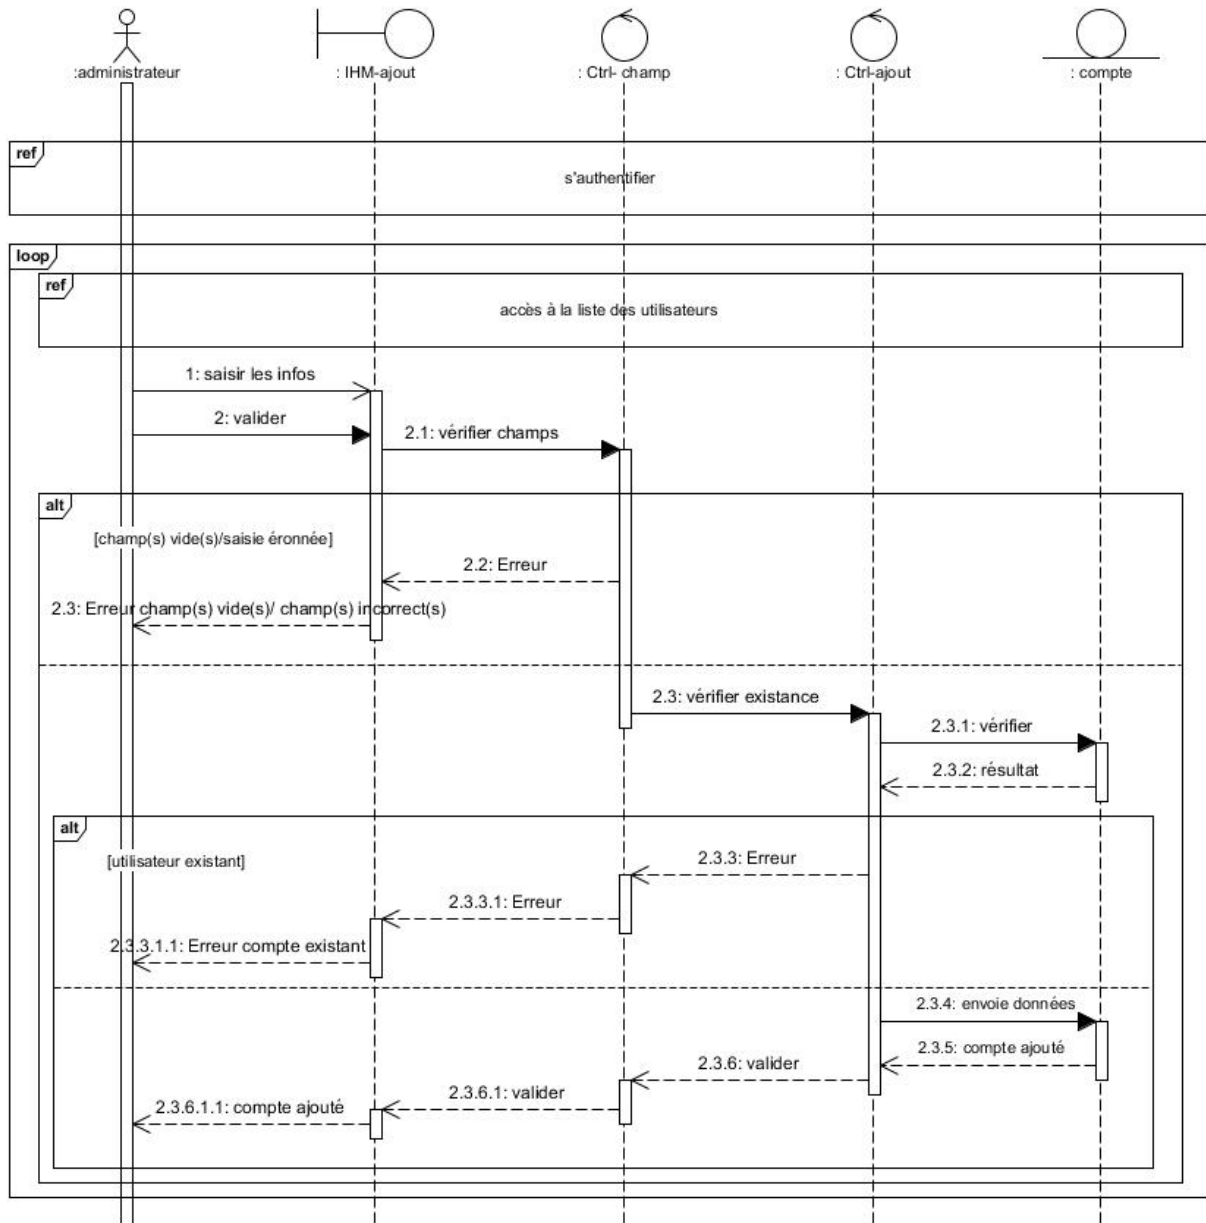 :administrateur
: IHM-ajout
: Ctrl- champ
: Ctrl-ajout
: compte
ref
s'authentifier
loop
ref
accès à la liste des utilisateurs
1: saisir les infos
2: valider
2.1: vérifier champs
alt
[champ(s) vide(s)/saisie éronnée]
2.2: Erreur
2.3: Erreur champ(s) vide(s)/ champ(s) incorrect(s)
2.3: vérifier existance
2.3.1: vérifier
2.3.2: résultat
alt
[utilisateur existant]
2.3.3: Erreur
2.3.3.1: Erreur
2.3.3.1.1: Erreur compte existant
2.3.4: envoie données
2.3.5: compte ajouté
2.3.6: valider
2.3.6.1: valider
2.3.6.1.1: compte ajouté